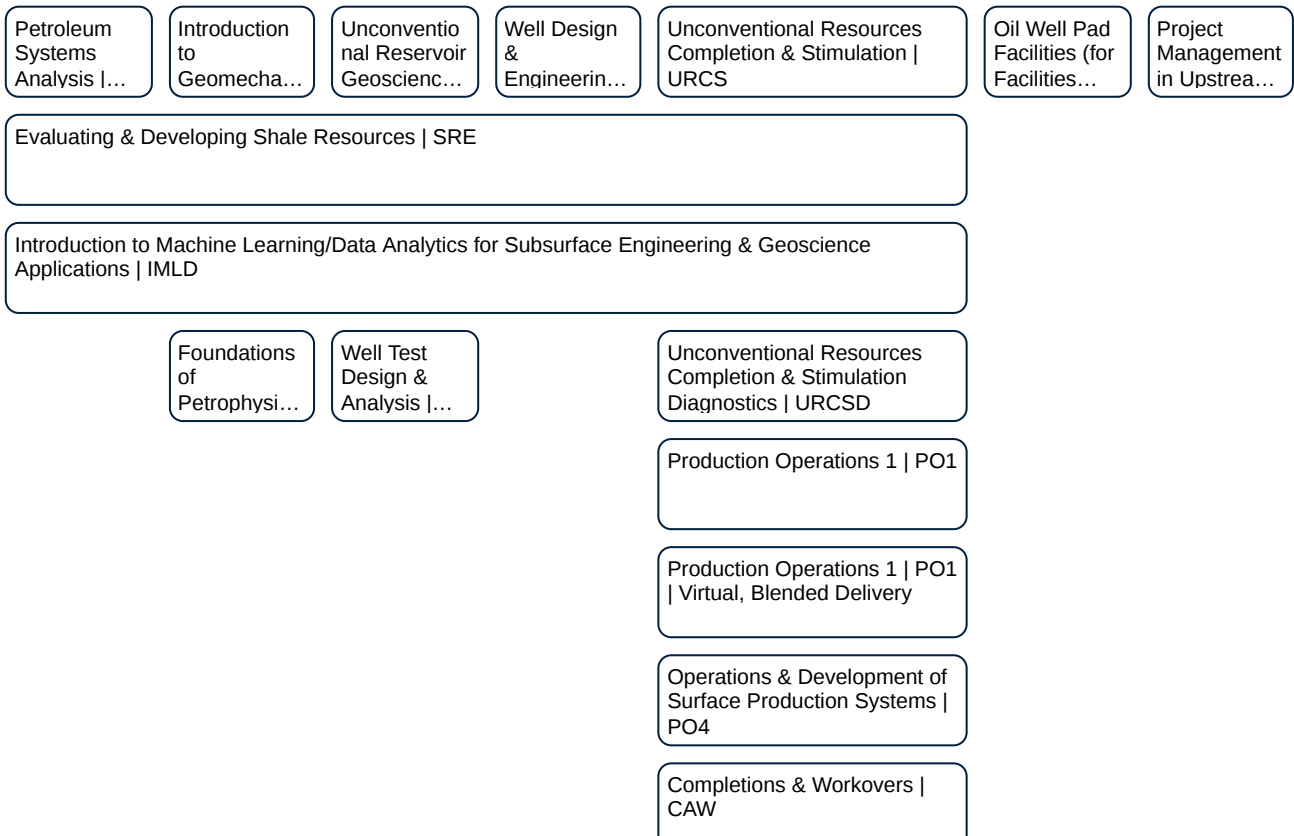 Petroleum
Systems
Analysis |…
Introduction
to
Geomecha…
Unconventio
nal Reservoir
Geoscienc…
Well Design
&
Engineerin…
Unconventional Resources
Completion & Stimulation |
URCS
Oil Well Pad
Facilities (for
Facilities…
Project
Management
in Upstrea…
Evaluating & Developing Shale Resources | SRE
Introduction to Machine Learning/Data Analytics for Subsurface Engineering & Geoscience
Applications | IMLD
Foundations
of
Petrophysi…
Well Test
Design &
Analysis |…
Unconventional Resources
Completion & Stimulation
Diagnostics | URCSD
Production Operations 1 | PO1
Production Operations 1 | PO1
| Virtual, Blended Delivery
Operations & Development of
Surface Production Systems |
PO4
Completions & Workovers |
CAW